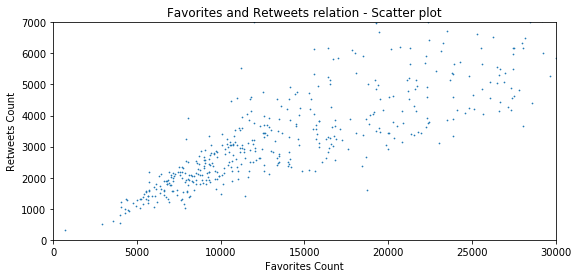 Favorites and Retweets relation - Scatter plot
7000
6000
5000
4000
3000
2000
1000
0
Retweets Count
0 5000 10000 15000 20000 25000 30000
Favorites Count